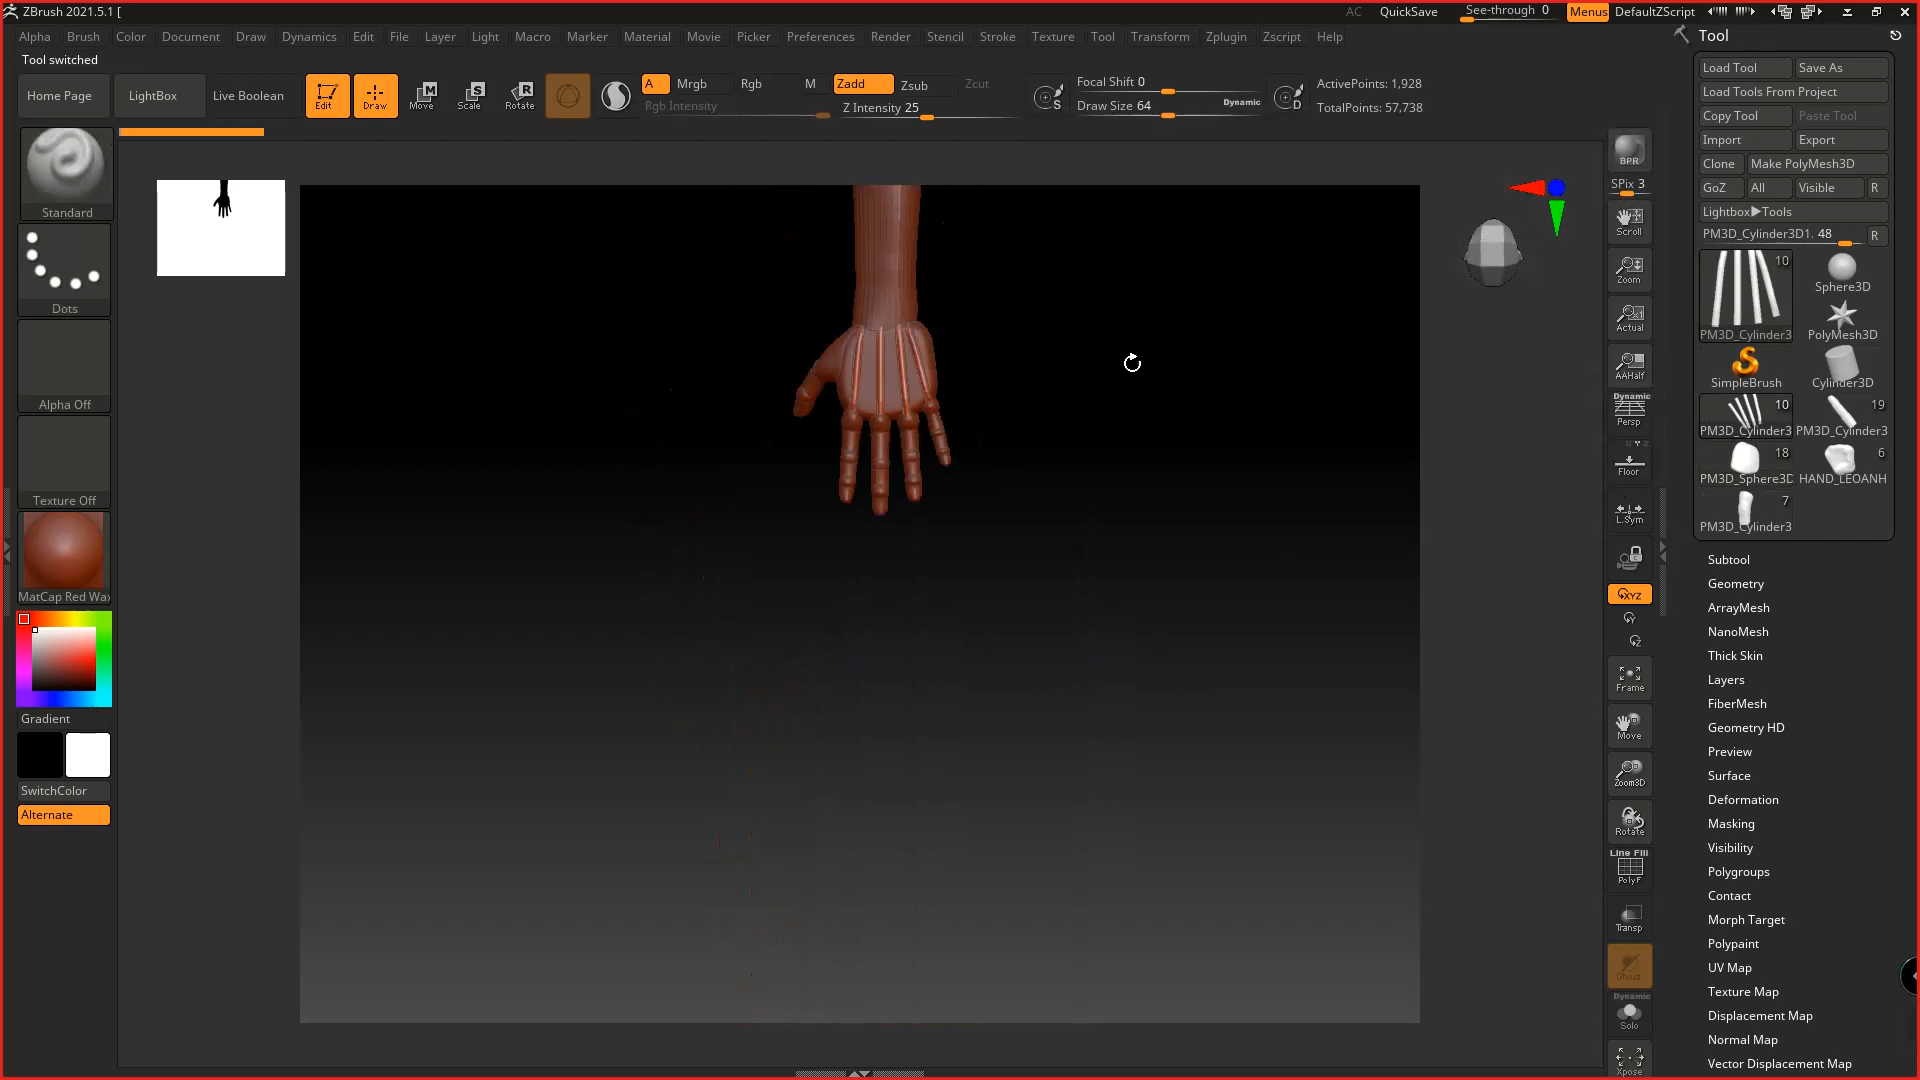 ZBrush 2021.5.1 [
AC QuickSave See-through 0 Menus DefaultZScript
Alpha Brush Color Document Draw Dynamics Edit File Layer Light Macro Marker Material Movie Picker Preferences Render Stencil Stroke Texture Tool Transform Zplugin Zscript Help
Tool switched
Home Page
LightBox
Live Boolean
Edit
Draw
Move
Scale
Rotate
A
Mrgb
Rgb
M
Rgb Intensity
Zadd
Zsub
Zcut
Z Intensity 25
S
Focal Shift 0
Draw Size 64
Dynamic
D
ActivePoints: 1,928
TotalPoints: 57,738
Standard
Dots
Alpha Off
Texture Off
MatCap Red Wax
Gradient
SwitchColor
Alternate
BPR
SPix 3
Scroll
Zoom
Actual
AAHalf
Dynamic
Persp
Floor
L.Sym
XYZ
Y
Z
Frame
Move
Zoom3D
Rotate
Line Fill
PolyF
Transp
Ghost
Dynamic
Solo
Xpose
Tool
Load Tool
Save As
Load Tools From Project
Copy Tool
Paste Tool
Import
Export
Clone
Make PolyMesh3D
GoZ
All
Visible
R
Lightbox▶Tools
PM3D_Cylinder3D1. 48
R
10
PM3D_Cylinder3
Sphere3D
PolyMesh3D
SimpleBrush
Cylinder3D
10
PM3D_Cylinder3
19
PM3D_Cylinder3
18
PM3D_Sphere3D
6
HAND_LEOANH
7
PM3D_Cylinder3
Subtool
Geometry
ArrayMesh
NanoMesh
Thick Skin
Layers
FiberMesh
Geometry HD
Preview
Surface
Deformation
Masking
Visibility
Polygroups
Contact
Morph Target
Polypaint
UV Map
Texture Map
Displacement Map
Normal Map
Vector Displacement Map